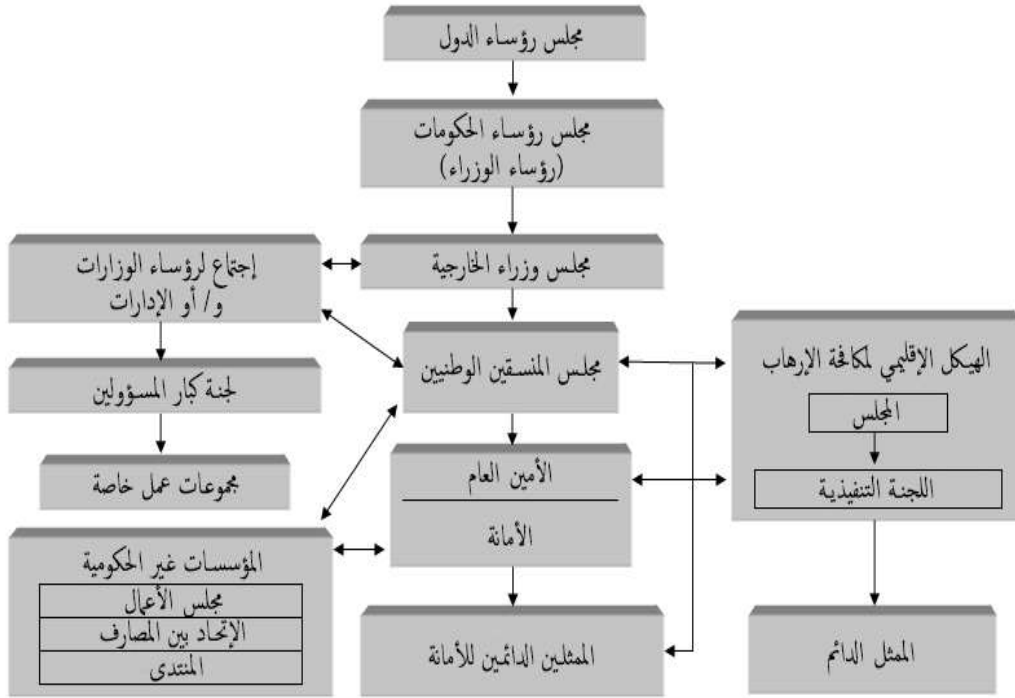 مجلس رؤساء الدول
مجلس رؤساء الحكومات
(رؤساء الوزراء)
مجلس وزراء الخارجية
إجتماع لرؤساء الوزارات
و/ أو الإدارات
مجلس المنسقين الوطنيين
الهيكل الإقليمي لمكافحة الإرهاب
المجلس
اللجنة التنفيذية
لجنة كبار المسؤولين
مجموعات عمل خاصة
الأمين العام
الأمانة
المؤسسات غير الحكومية
مجلس الأعمال
الإتحاد بين المصارف
المنتدى
الممثلين الدائمين للأمانة
الممثل الدائم